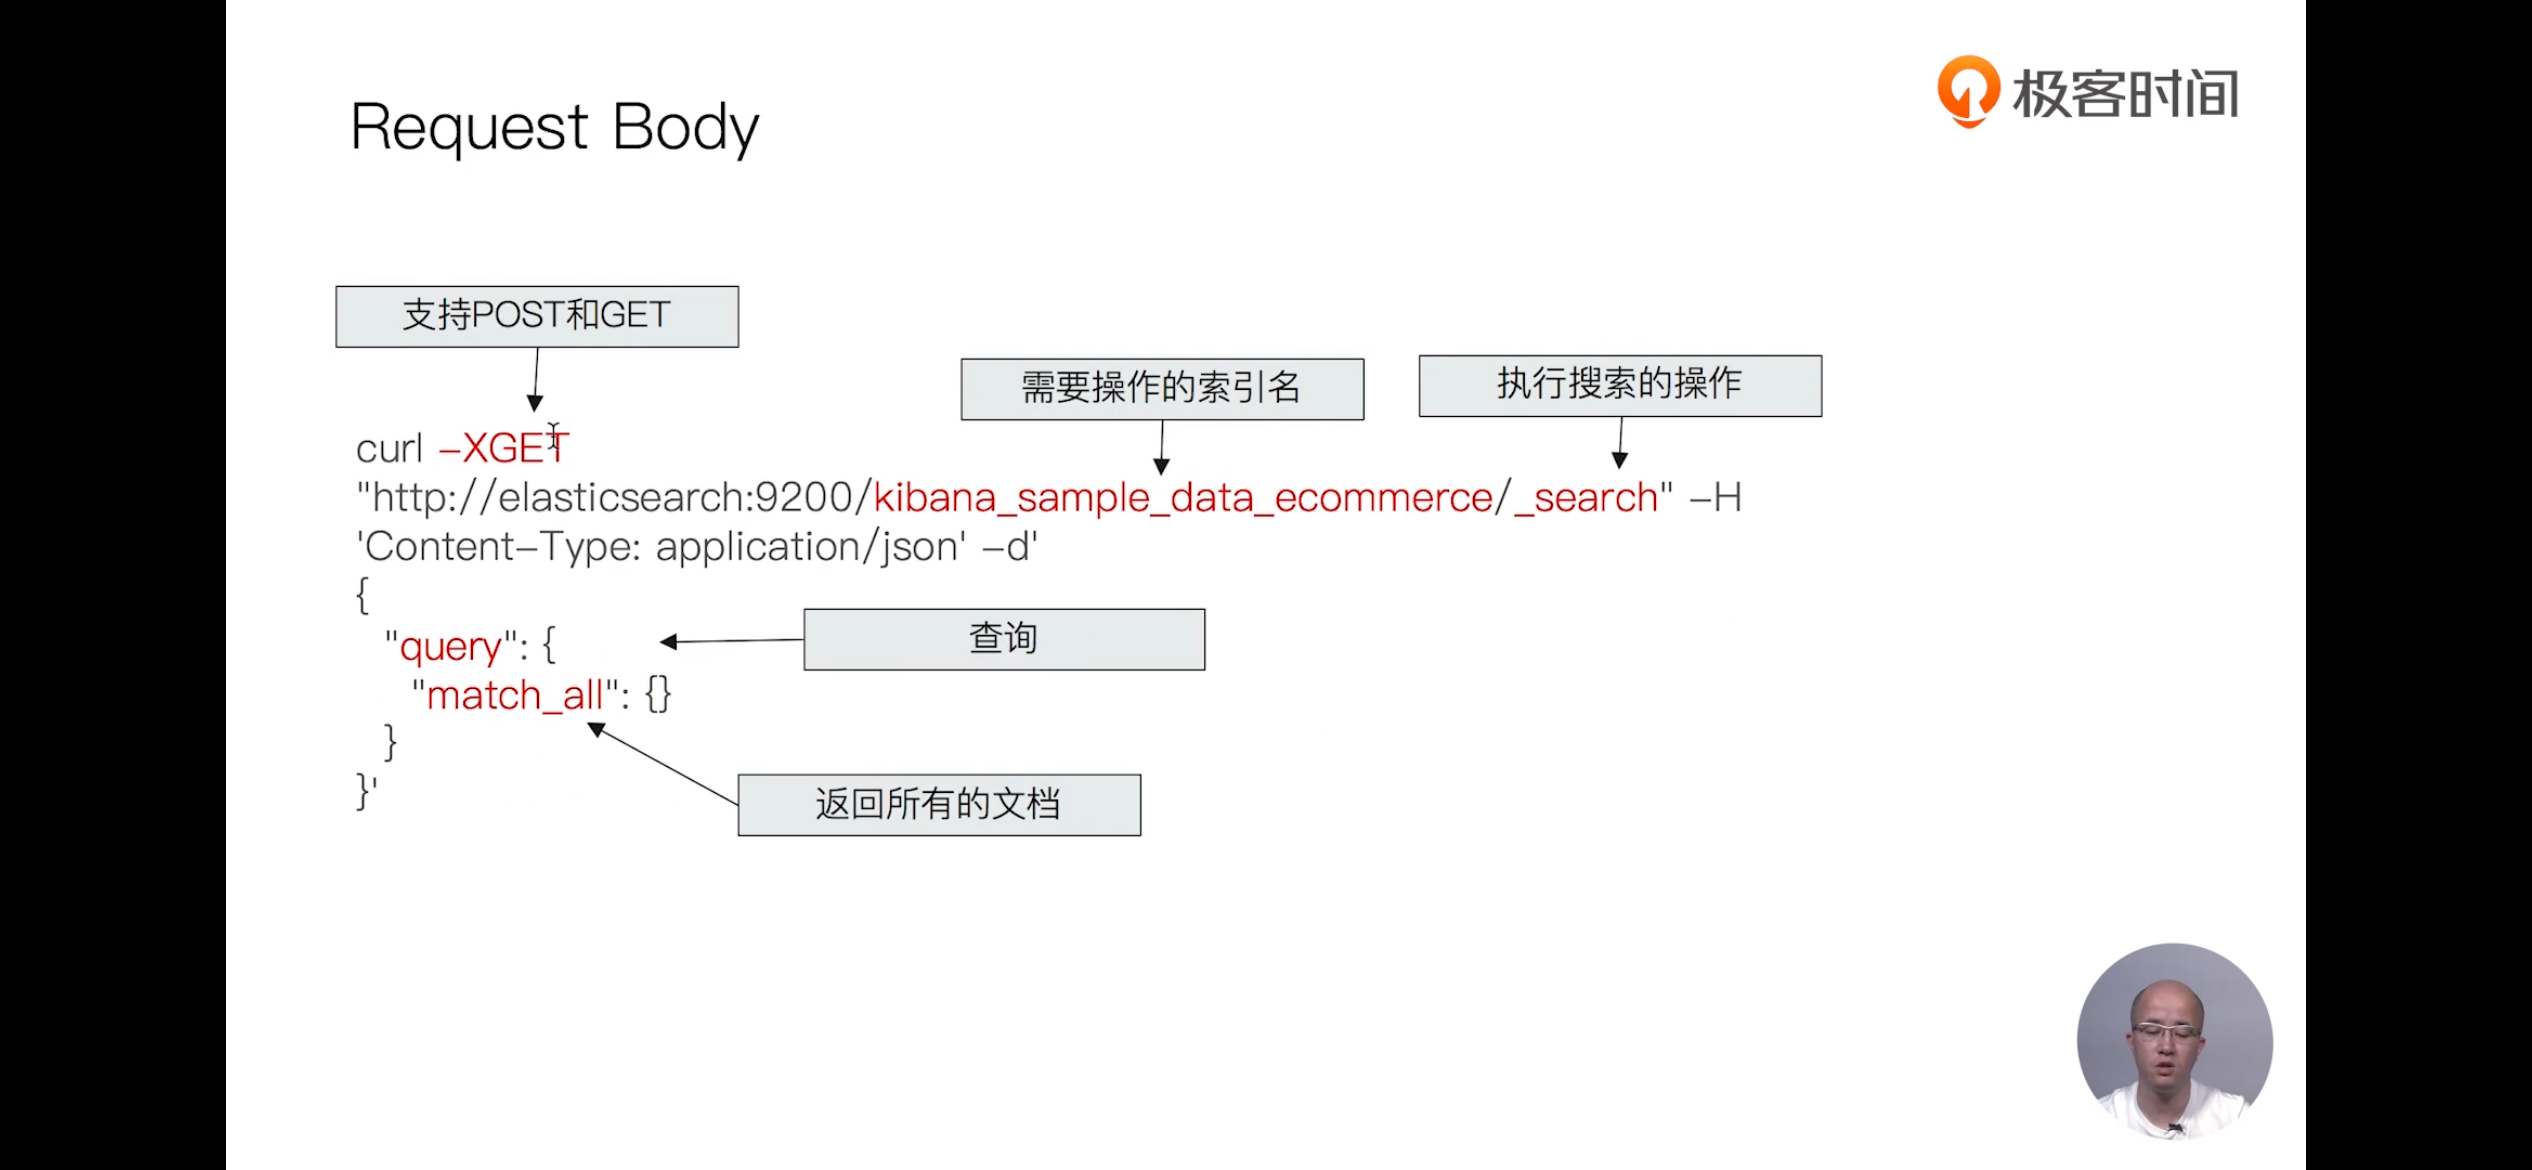 极客时间
Request Body
支持POST和GET
需要操作的索引名
执行搜索的操作
curl –XGET
"http://elasticsearch:9200/kibana_sample_data_ecommerce/_search" –H
'Content–Type: application/json' –d'
{
"query": {
查询
"match_all": {}
}
}'
返回所有的文档